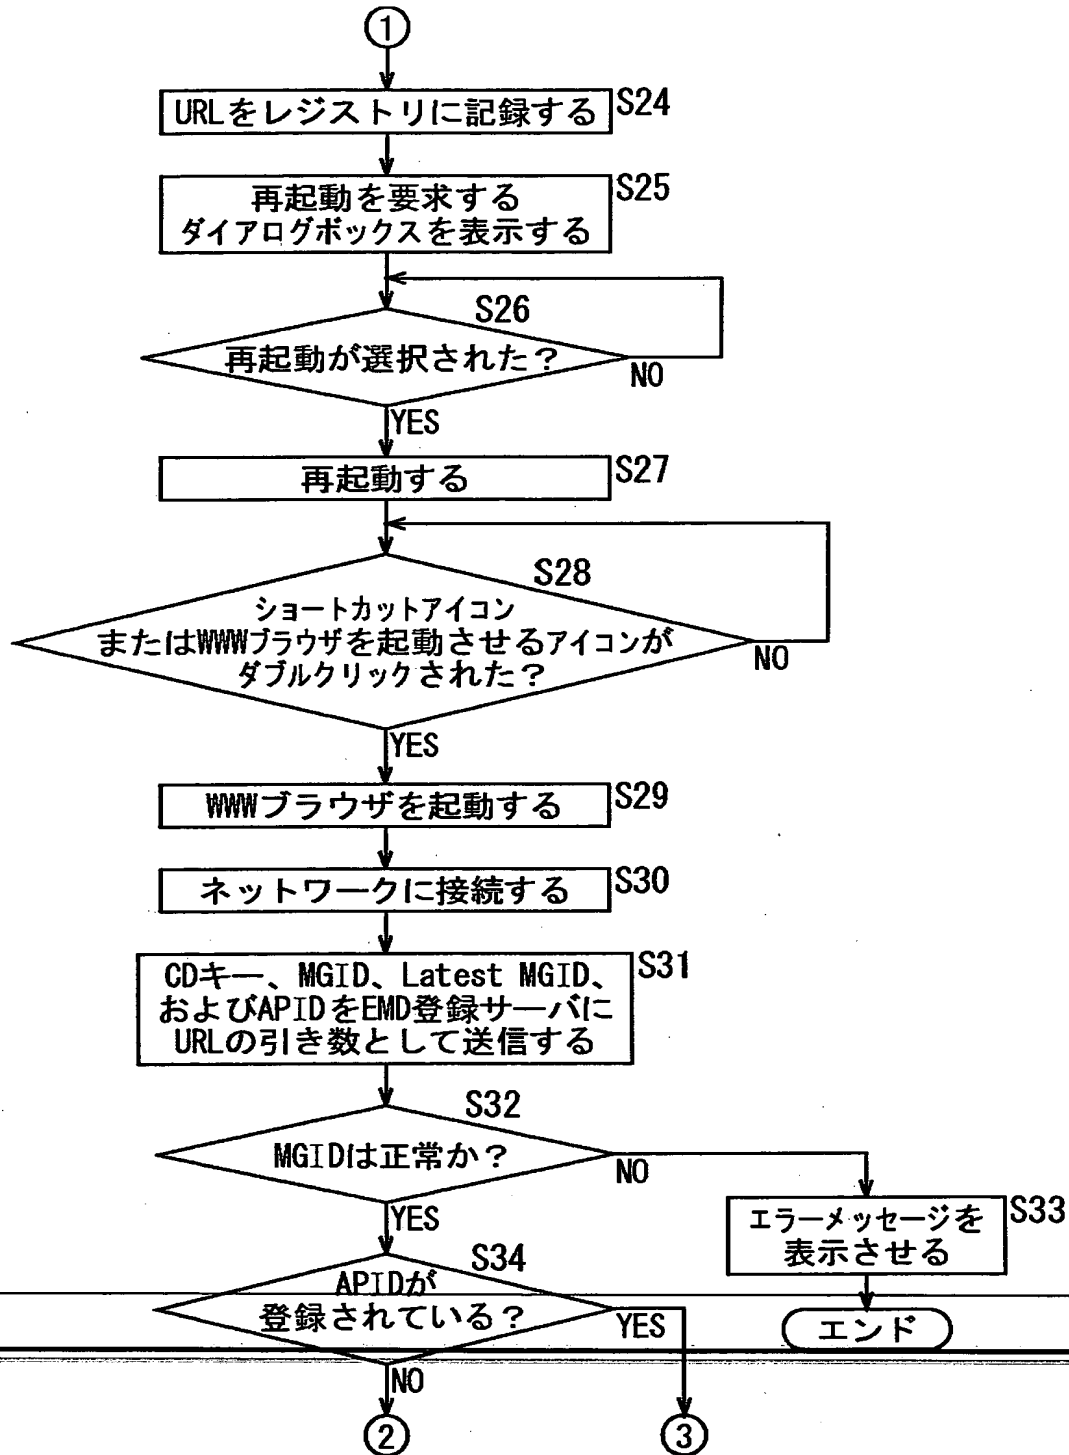 1
URLをレジストリに記録する
S24
再起動を要求する
ダイアログボックスを表示する
S25
S26
再起動が選択された？
NO
YES
再起動する
S27
S28
ショートカットアイコン
またはWWWブラウザを起動させるアイコンが
ダブルクリックされた？
NO
YES
WWWブラウザを起動する
S29
ネットワークに接続する
S30
CDキー、MGID、Latest MGID、
およびAPIDをEMD登録サーバに
URLの引き数として送信する
S31
S32
MGIDは正常か？
NO
YES
エラーメッセージを
表示させる
S33
エンド
S34
APIDが
登録されている？
YES
NO
2
3